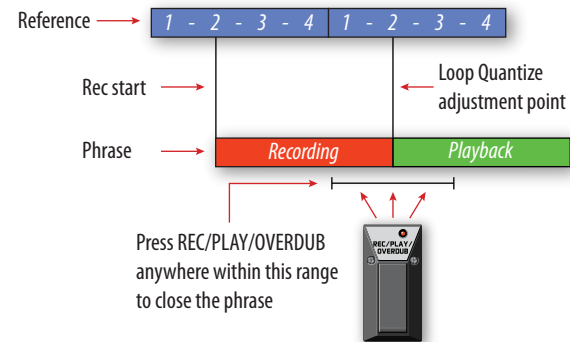 Reference
1 - 2 - 3 - 4 1 - 2 - 3 - 4
Rec start
Loop Quantize
adjustment point
Phrase
Recording
Playback
Press REC/PLAY/OVERDUB
anywhere within this range
to close the phrase
REC/PLAY/
OVERDUB